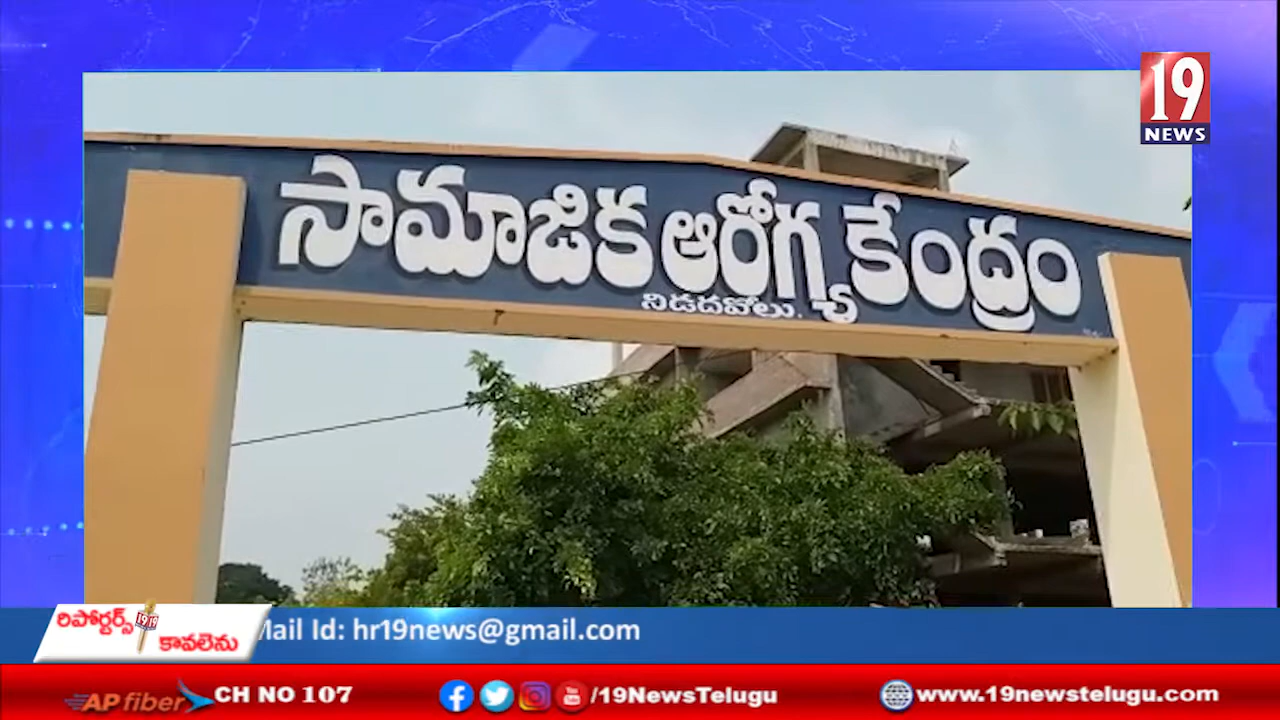 19
NEWS
సామాజిక ఆరోగ్య కేంద్రం
నిడదవోలు.
రిపోర్టర్స్
కావలెను
Mail Id: hr19news@gmail.com
AP fiber CH NO 107
/19NewsTelugu
www.19newstelugu.com